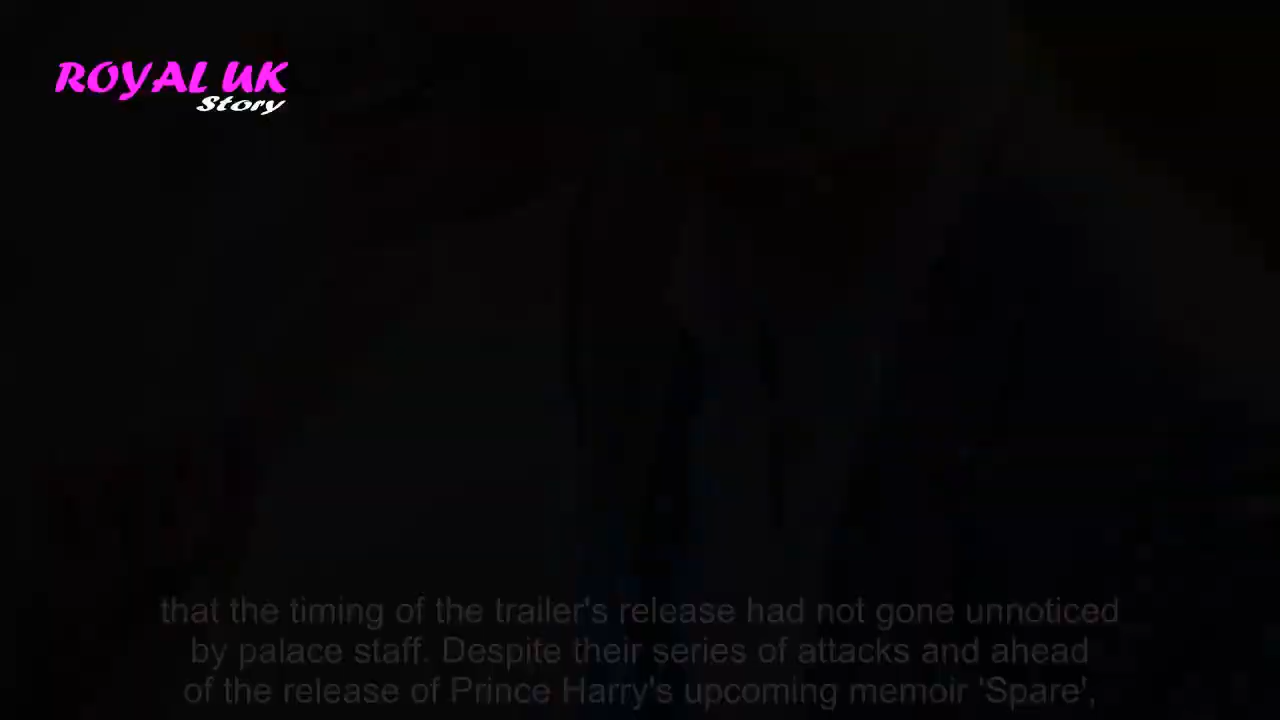 ROYAL UK
Story
that the timing of the trailer's release had not gone unnoticed
by palace staff. Despite their series of attacks and ahead
of the release of Prince Harry's upcoming memoir 'Spare',